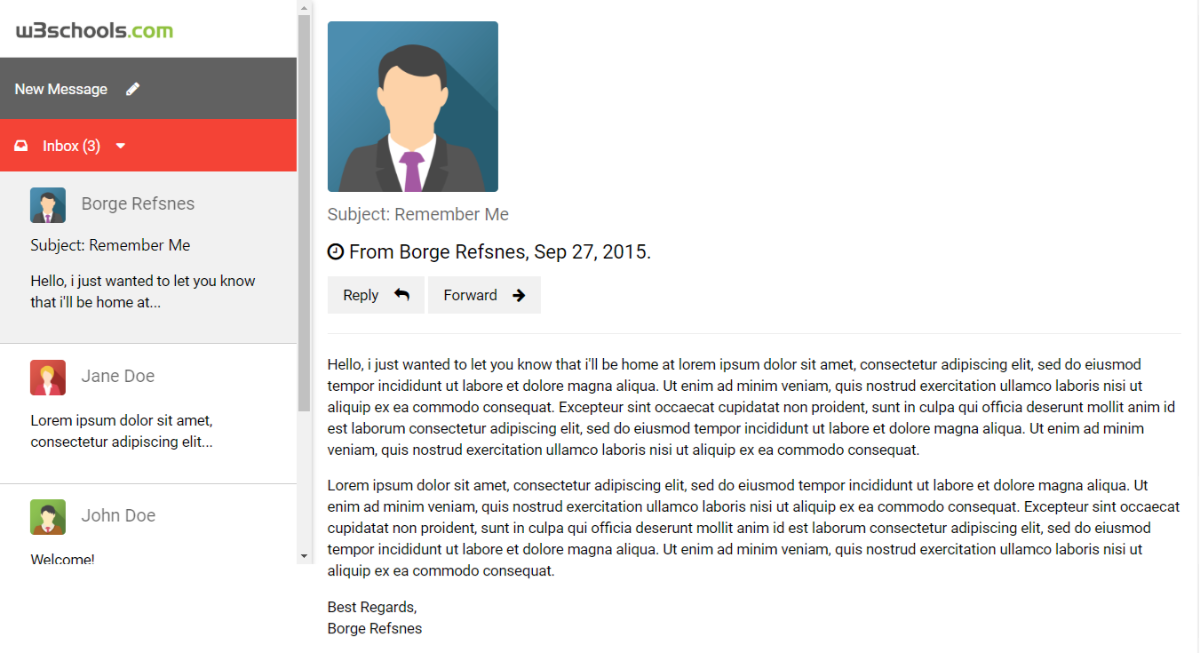 w3schools.com
New Message
Inbox (3)
Borge Refsnes
Subject: Remember Me
Hello, i just wanted to let you know
that i'll be home at...
Jane Doe
Lorem ipsum dolor sit amet,
consectetur adipiscing elit...
John Doe
Welcome!
Subject: Remember Me
From Borge Refsnes, Sep 27, 2015.
Reply
Forward
Hello, i just wanted to let you know that i'll be home at lorem ipsum dolor sit amet, consectetur adipiscing elit, sed do eiusmod
tempor incididunt ut labore et dolore magna aliqua. Ut enim ad minim veniam, quis nostrud exercitation ullamco laboris nisi ut
aliquip ex ea commodo consequat. Excepteur sint occaecat cupidatat non proident, sunt in culpa qui officia deserunt mollit anim id
est laborum consectetur adipiscing elit, sed do eiusmod tempor incididunt ut labore et dolore magna aliqua. Ut enim ad minim
veniam, quis nostrud exercitation ullamco laboris nisi ut aliquip ex ea commodo consequat.
Lorem ipsum dolor sit amet, consectetur adipiscing elit, sed do eiusmod tempor incididunt ut labore et dolore magna aliqua. Ut
enim ad minim veniam, quis nostrud exercitation ullamco laboris nisi ut aliquip ex ea commodo consequat. Excepteur sint occaecat
cupidatat non proident, sunt in culpa qui officia deserunt mollit anim id est laborum consectetur adipiscing elit, sed do eiusmod
tempor incididunt ut labore et dolore magna aliqua. Ut enim ad minim veniam, quis nostrud exercitation ullamco laboris nisi ut
aliquip ex ea commodo consequat.
Best Regards,
Borge Refsnes